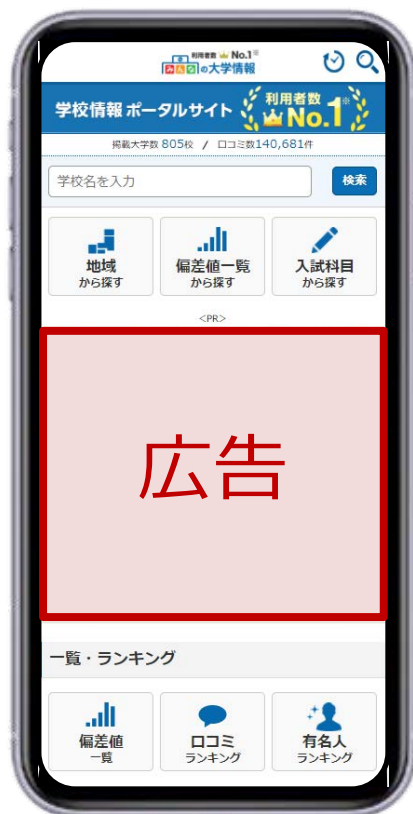 利用者数 No.1※
みんなの大学情報
学校情報 ポータルサイト
利用者数
No.1※
掲載大学数 805校 / 口コミ数140,681件
学校名を入力
検索
地域
から探す
偏差値一覧
から探す
入試科目
から探す
<PR>
広告
一覧・ランキング
偏差値
一覧
口コミ
ランキング
有名人
ランキング